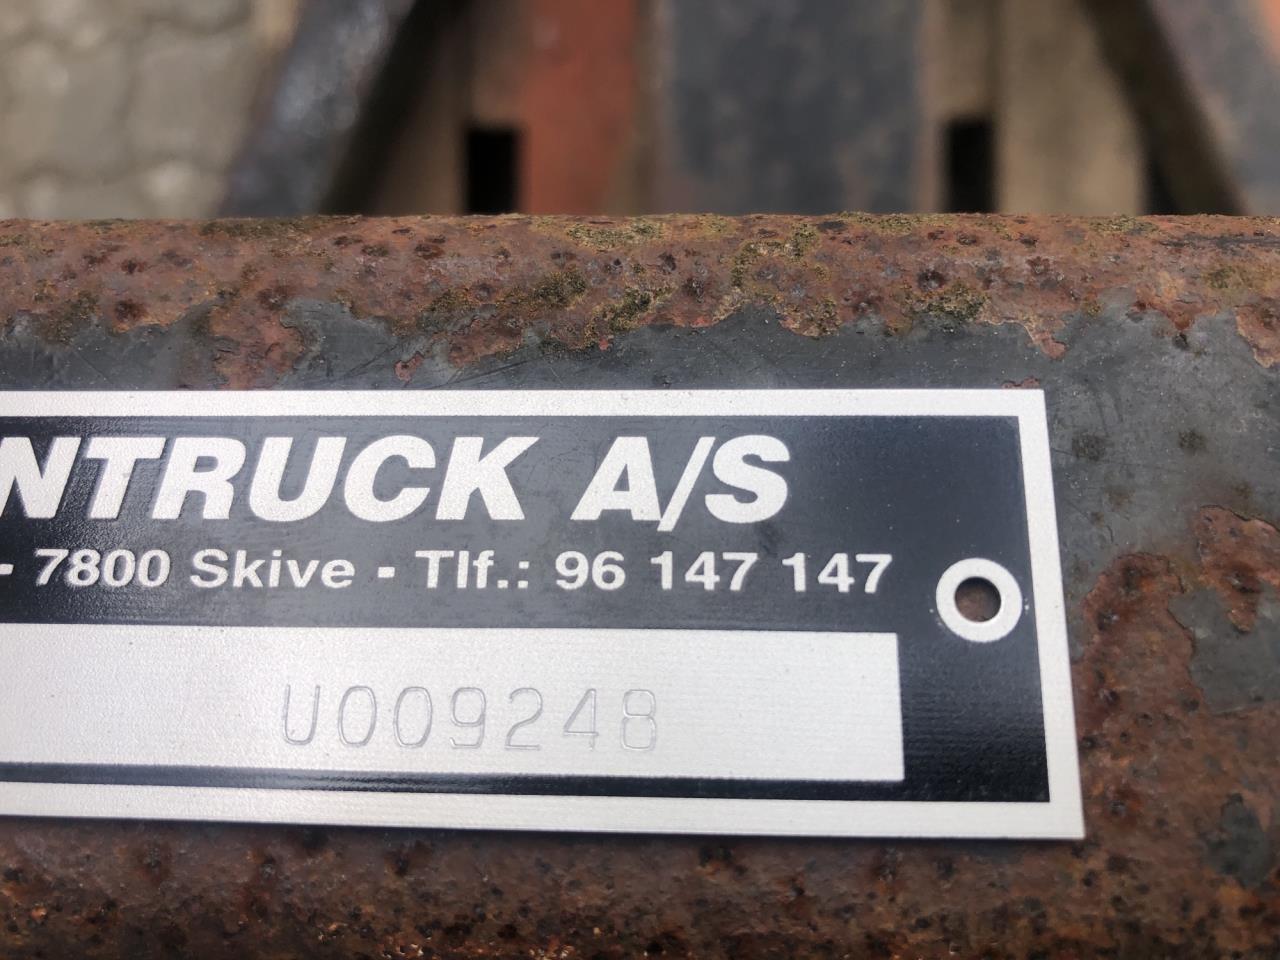 NTRUCK A/S
- 7800 Skive - Tlf.: 96 147 147
U009248